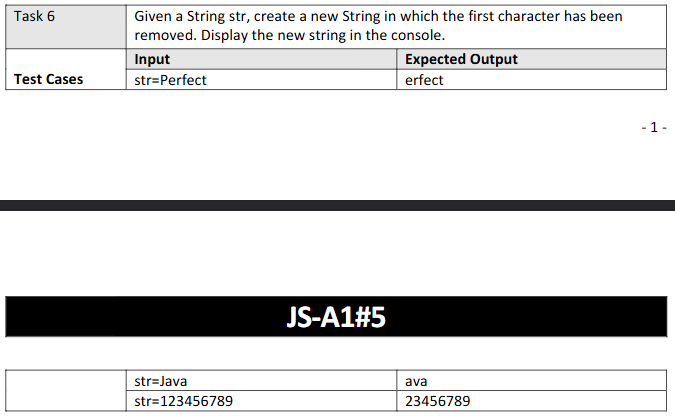 Task 6
Given a String str, create a new String in which the first character has been
removed. Display the new string in the console.
Input Expected Output
Test Cases str=Perfect erfect
- 1 -
JS-A1#5
str=Java ava
str=123456789 23456789